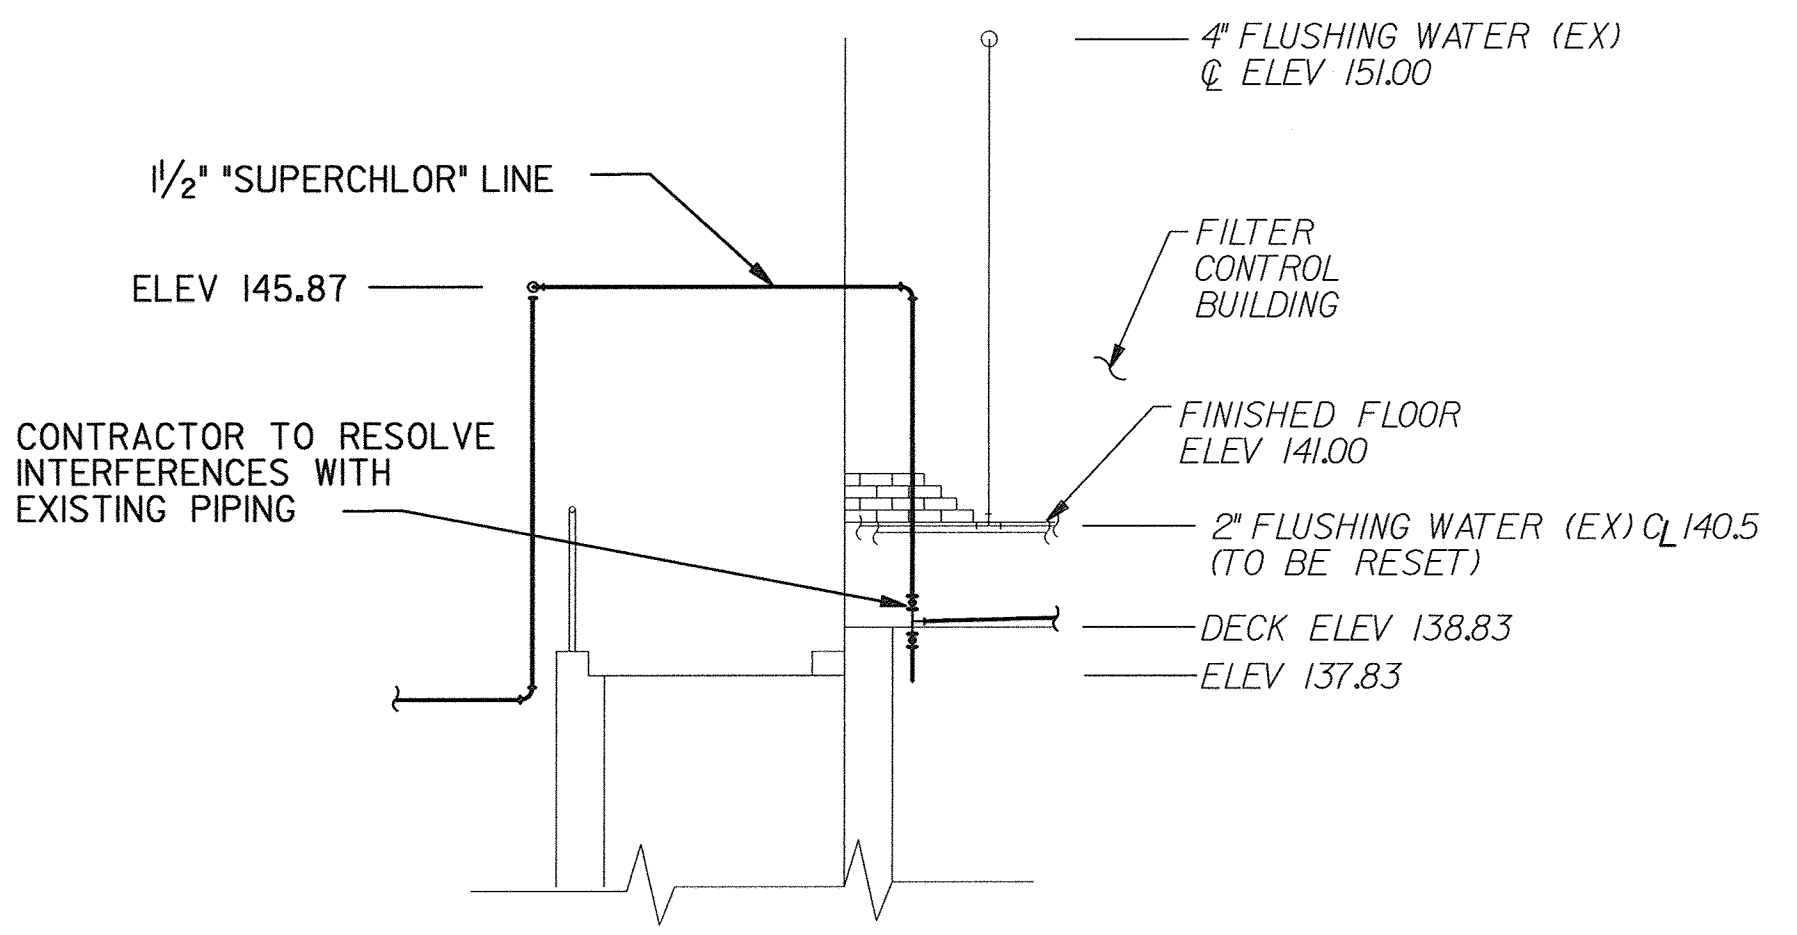 4" FLUSHING WATER (EX)
℄ ELEV 151.00
1½" "SUPERCHLOR" LINE
FILTER
CONTROL
BUILDING
ELEV 145.87
FINISHED FLOOR
ELEV 141.00
CONTRACTOR TO RESOLVE
INTERFERENCES WITH
EXISTING PIPING
2" FLUSHING WATER (EX) CL 140.5
(TO BE RESET)
DECK ELEV 138.83
ELEV 137.83